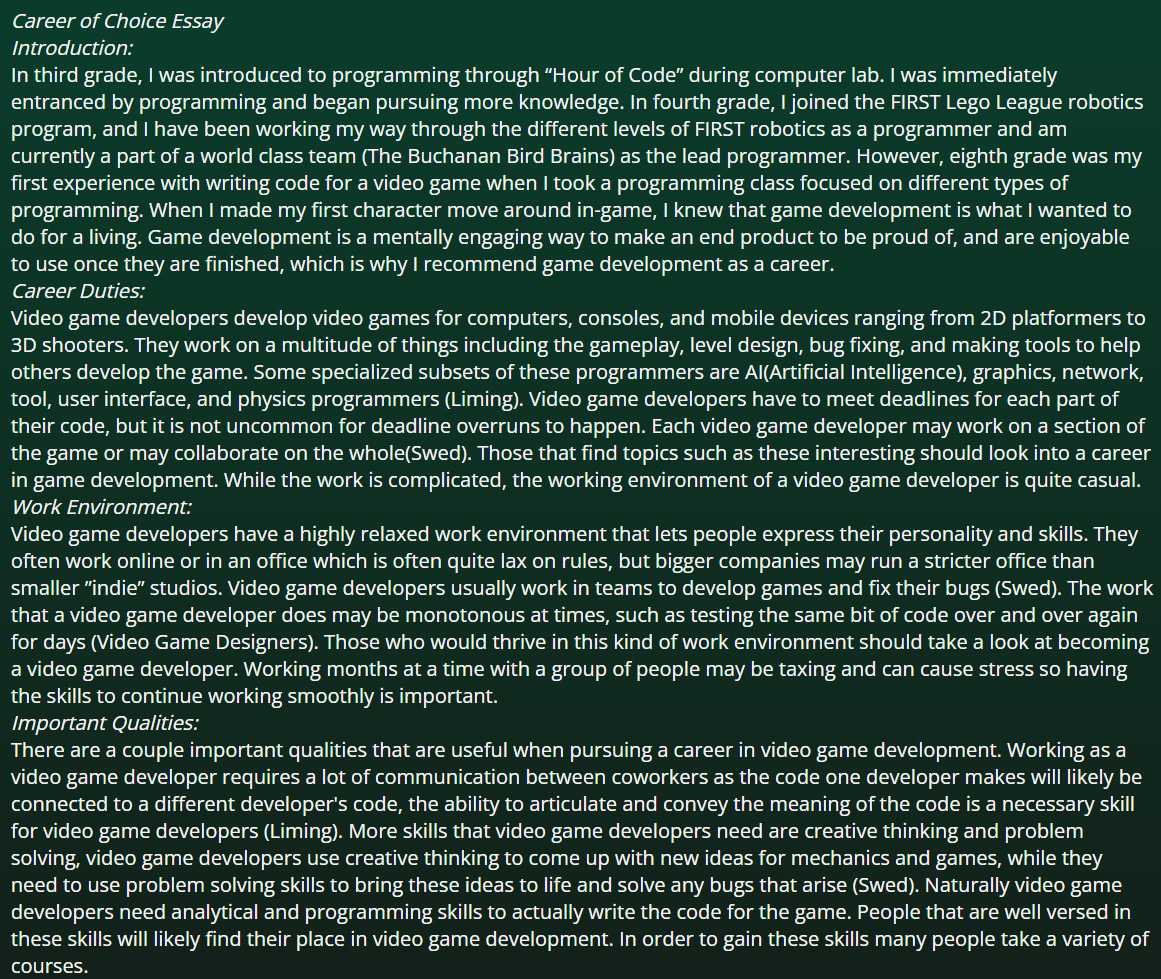 Career of Choice Essay
Introduction:
In third grade, I was introduced to programming through “Hour of Code” during computer lab. I was immediately
entranced by programming and began pursuing more knowledge. In fourth grade, I joined the FIRST Lego League robotics
program, and I have been working my way through the different levels of FIRST robotics as a programmer and am
currently a part of a world class team (The Buchanan Bird Brains) as the lead programmer. However, eighth grade was my
first experience with writing code for a video game when I took a programming class focused on different types of
programming. When I made my first character move around in-game, I knew that game development is what I wanted to
do for a living. Game development is a mentally engaging way to make an end product to be proud of, and are enjoyable
to use once they are finished, which is why I recommend game development as a career.
Career Duties:
Video game developers develop video games for computers, consoles, and mobile devices ranging from 2D platformers to
3D shooters. They work on a multitude of things including the gameplay, level design, bug fixing, and making tools to help
others develop the game. Some specialized subsets of these programmers are AI(Artificial Intelligence), graphics, network,
tool, user interface, and physics programmers (Liming). Video game developers have to meet deadlines for each part of
their code, but it is not uncommon for deadline overruns to happen. Each video game developer may work on a section of
the game or may collaborate on the whole(Swed). Those that find topics such as these interesting should look into a career
in game development. While the work is complicated, the working environment of a video game developer is quite casual.
Work Environment:
Video game developers have a highly relaxed work environment that lets people express their personality and skills. They
often work online or in an office which is often quite lax on rules, but bigger companies may run a stricter office than
smaller ”indie” studios. Video game developers usually work in teams to develop games and fix their bugs (Swed). The work
that a video game developer does may be monotonous at times, such as testing the same bit of code over and over again
for days (Video Game Designers). Those who would thrive in this kind of work environment should take a look at becoming
a video game developer. Working months at a time with a group of people may be taxing and can cause stress so having
the skills to continue working smoothly is important.
Important Qualities:
There are a couple important qualities that are useful when pursuing a career in video game development. Working as a
video game developer requires a lot of communication between coworkers as the code one developer makes will likely be
connected to a different developer's code, the ability to articulate and convey the meaning of the code is a necessary skill
for video game developers (Liming). More skills that video game developers need are creative thinking and problem
solving, video game developers use creative thinking to come up with new ideas for mechanics and games, while they
need to use problem solving skills to bring these ideas to life and solve any bugs that arise (Swed). Naturally video game
developers need analytical and programming skills to actually write the code for the game. People that are well versed in
these skills will likely find their place in video game development. In order to gain these skills many people take a variety of
courses.